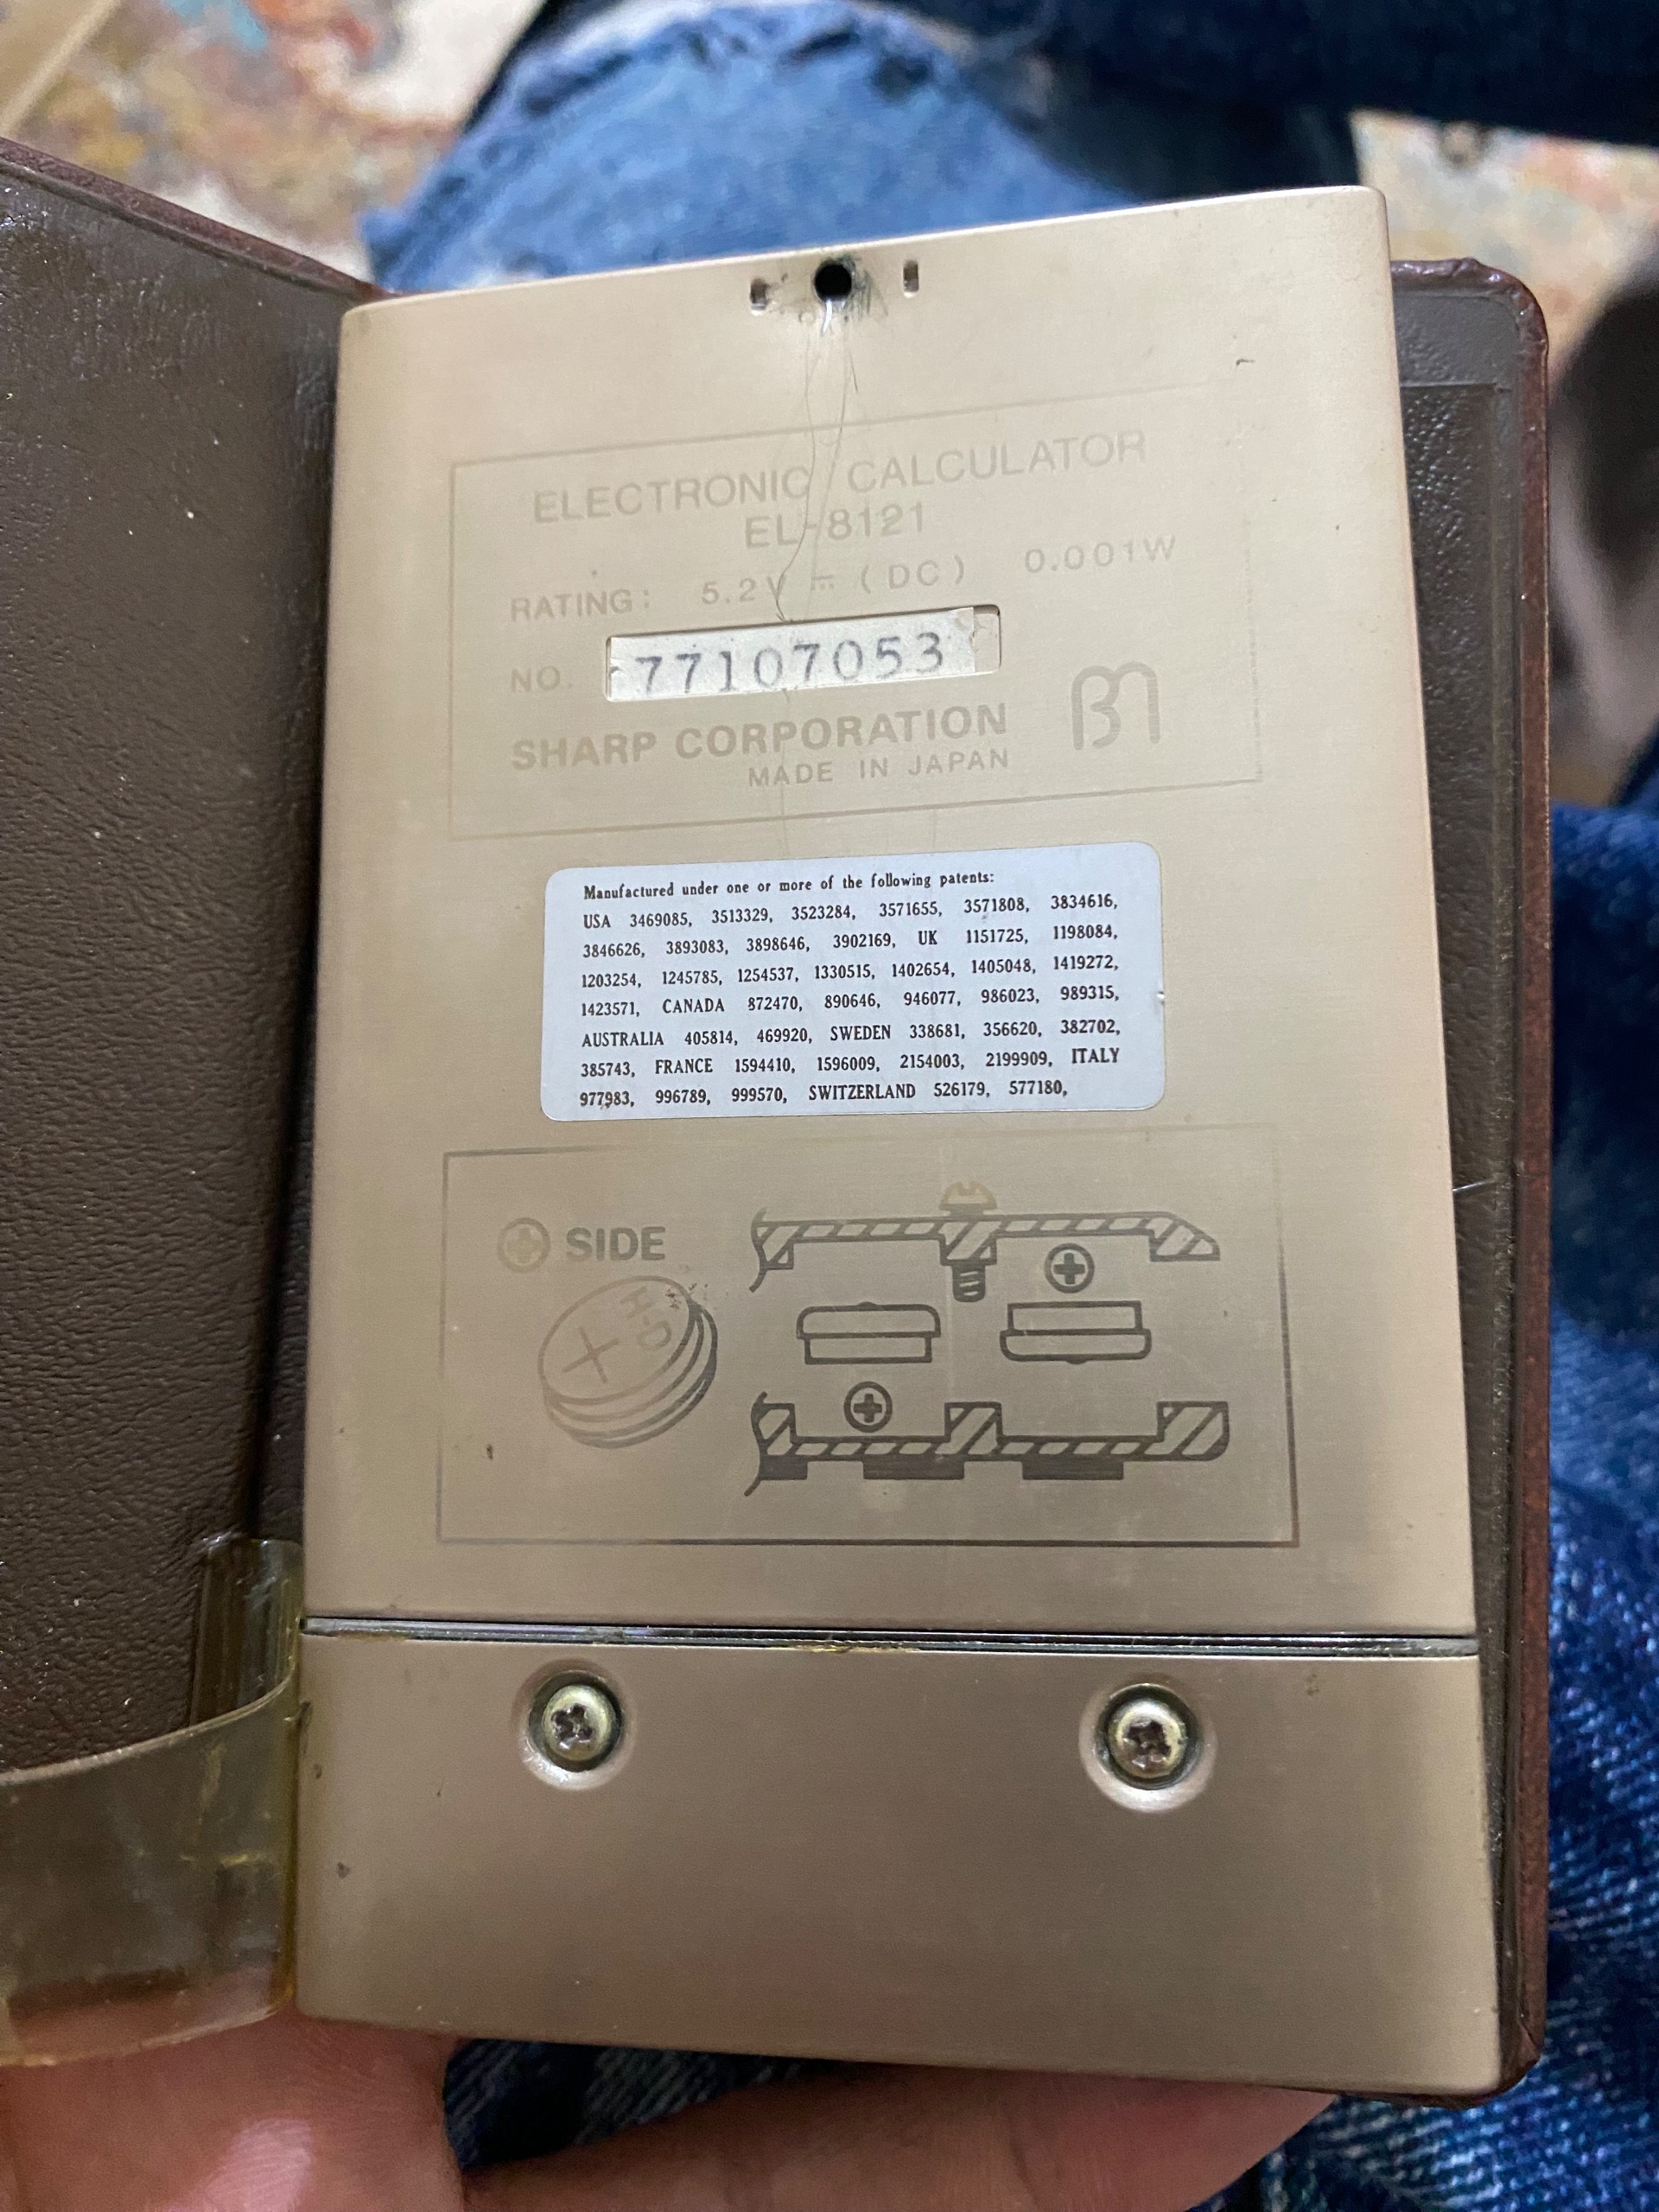 ELECTRONIC CALCULATOR
EL-8121
RATING: 5.2V ⎓ (DC) 0.001W
NO. 77107053
SHARP CORPORATION
MADE IN JAPAN
Manufactured under one or more of the following patents:
USA 3469085, 3513329, 3523284, 3571655, 3571808, 3834616,
3846626, 3893083, 3898646, 3902169, UK 1151725, 1198084,
1203254, 1245785, 1254537, 1330515, 1402654, 1405048, 1419272,
1423571, CANADA 872470, 890646, 946077, 986023, 989315,
AUSTRALIA 405814, 469920, SWEDEN 338681, 356620, 382702,
385743, FRANCE 1594410, 1596009, 2154003, 2199909, ITALY
977983, 996789, 999570, SWITZERLAND 526179, 577180,
⊕ SIDE
+ H-D
⊕
⊕